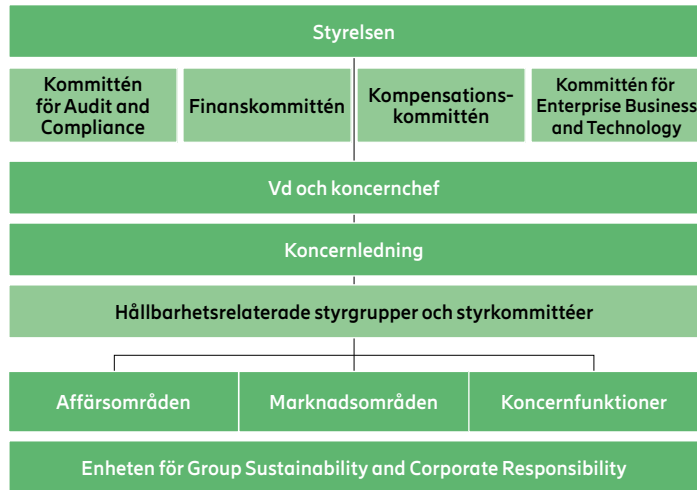 Styrelsen
Kommittén
för Audit and
Compliance
Finanskommittén
Kompensations-
kommittén
Kommittén för
Enterprise Business
and Technology
Vd och koncernchef
Koncernledning
Hållbarhetsrelaterade styrgrupper och styrkommittéer
Affärsområden
Marknadsområden
Koncernfunktioner
Enheten för Group Sustainability and Corporate Responsibility